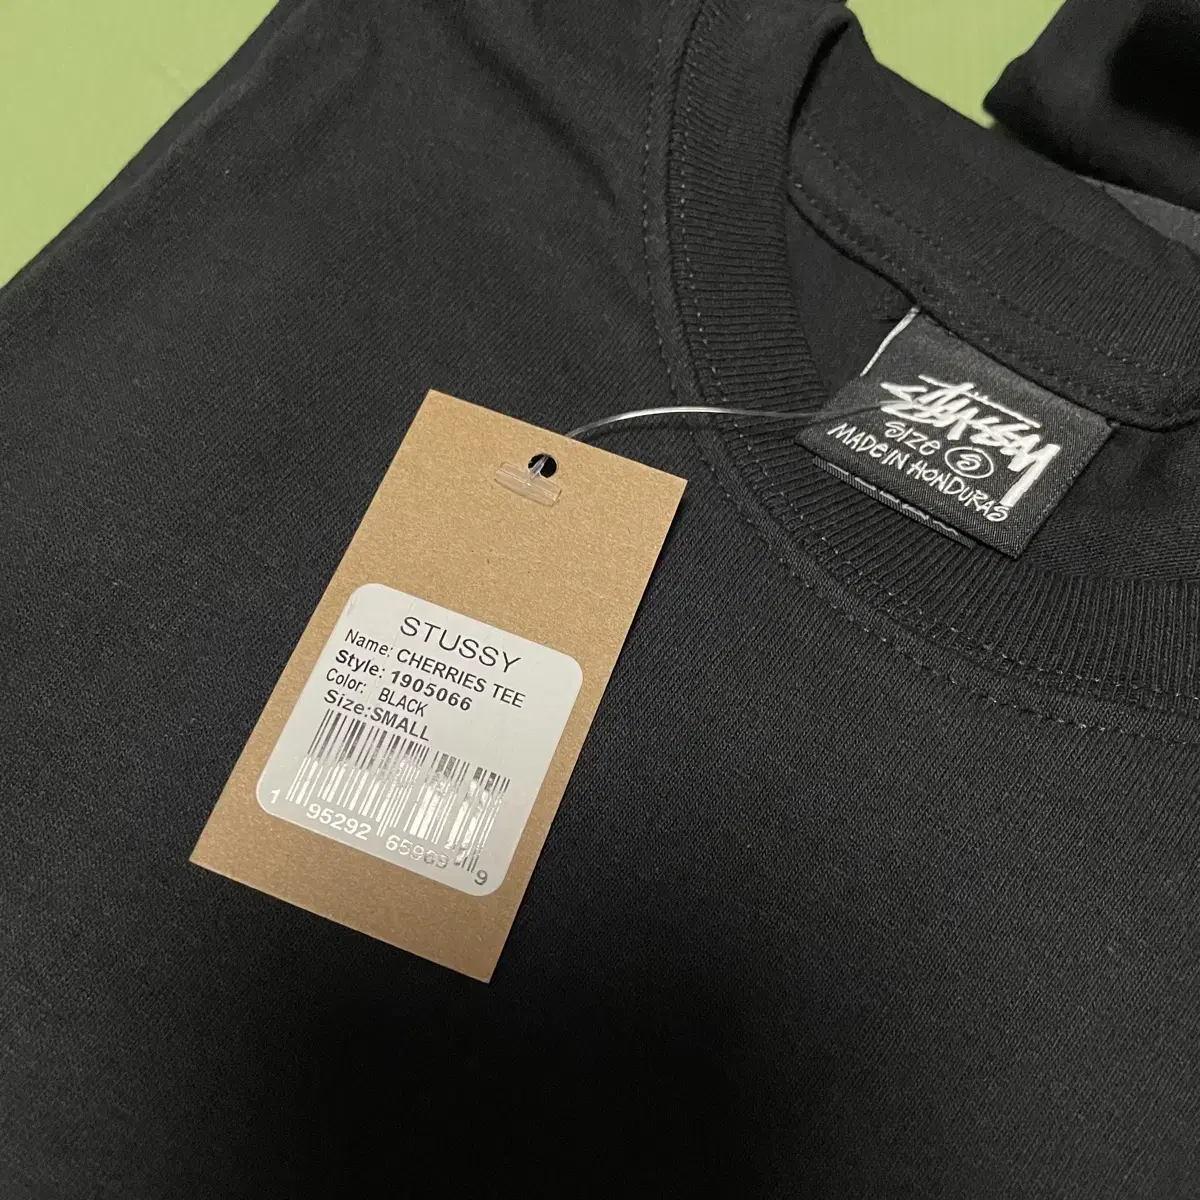 STUSSY
Name: CHERRIES TEE
Style: 1905066
Color: BLACK
Size:SMALL
1 95292 65969 9
STÜSSY
SIZE S
MADE IN HONDURAS